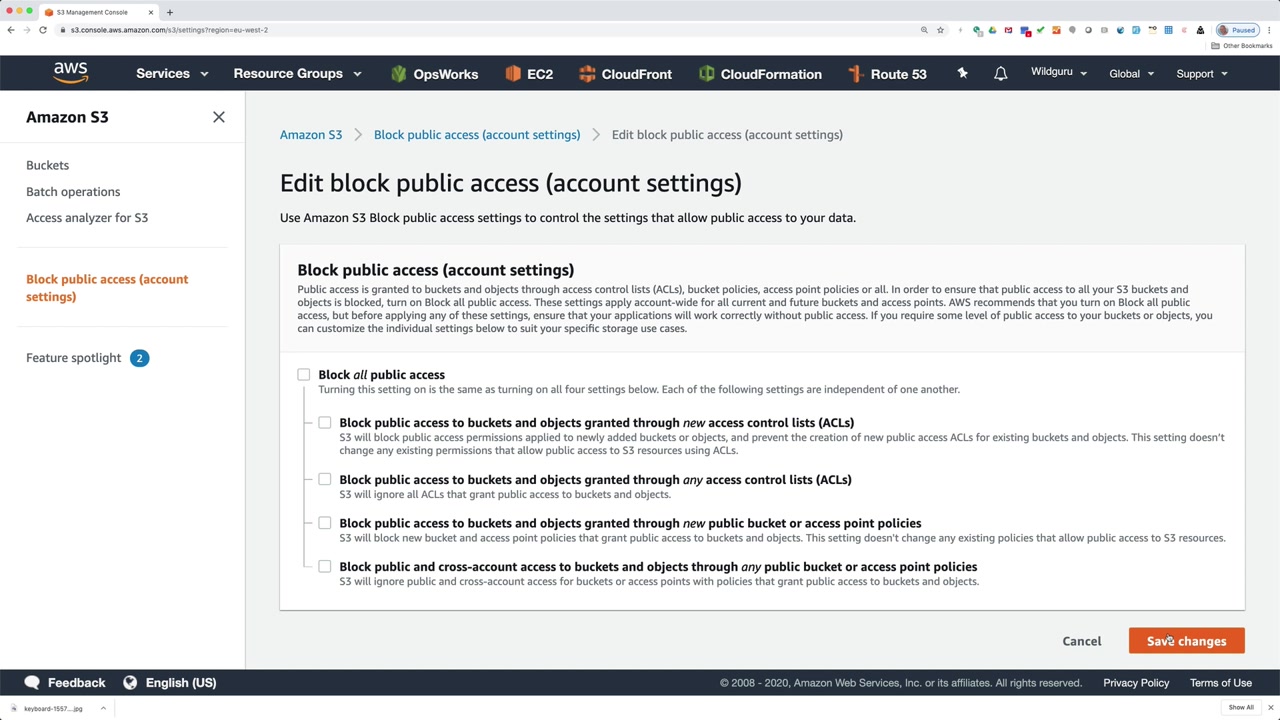 S3 Management Console
s3.console.aws.amazon.com/s3/settings?region=eu-west-2
Paused
Other Bookmarks
aws
Services
Resource Groups
OpsWorks
EC2
CloudFront
CloudFormation
Route 53
Wildguru
Global
Support
Amazon S3
Buckets
Batch operations
Access analyzer for S3
Block public access (account
settings)
Feature spotlight 2
Amazon S3 > Block public access (account settings) > Edit block public access (account settings)
Edit block public access (account settings)
Use Amazon S3 Block public access settings to control the settings that allow public access to your data.
Block public access (account settings)
Public access is granted to buckets and objects through access control lists (ACLs), bucket policies, access point policies or all. In order to ensure that public access to all your S3 buckets and
objects is blocked, turn on Block all public access. These settings apply account-wide for all current and future buckets and access points. AWS recommends that you turn on Block all public
access, but before applying any of these settings, ensure that your applications will work correctly without public access. If you require some level of public access to your buckets or objects, you
can customize the individual settings below to suit your specific storage use cases.
Block all public access
Turning this setting on is the same as turning on all four settings below. Each of the following settings are independent of one another.
Block public access to buckets and objects granted through new access control lists (ACLs)
S3 will block public access permissions applied to newly added buckets or objects, and prevent the creation of new public access ACLs for existing buckets and objects. This setting doesn't
change any existing permissions that allow public access to S3 resources using ACLs.
Block public access to buckets and objects granted through any access control lists (ACLs)
S3 will ignore all ACLs that grant public access to buckets and objects.
Block public access to buckets and objects granted through new public bucket or access point policies
S3 will block new bucket and access point policies that grant public access to buckets and objects. This setting doesn't change any existing policies that allow public access to S3 resources.
Block public and cross-account access to buckets and objects through any public bucket or access point policies
S3 will ignore public and cross-account access for buckets or access points with policies that grant public access to buckets and objects.
Cancel
Save changes
Feedback
English (US)
© 2008 - 2020, Amazon Web Services, Inc. or its affiliates. All rights reserved.
Privacy Policy
Terms of Use
keyboard-1557....jpg
Show All